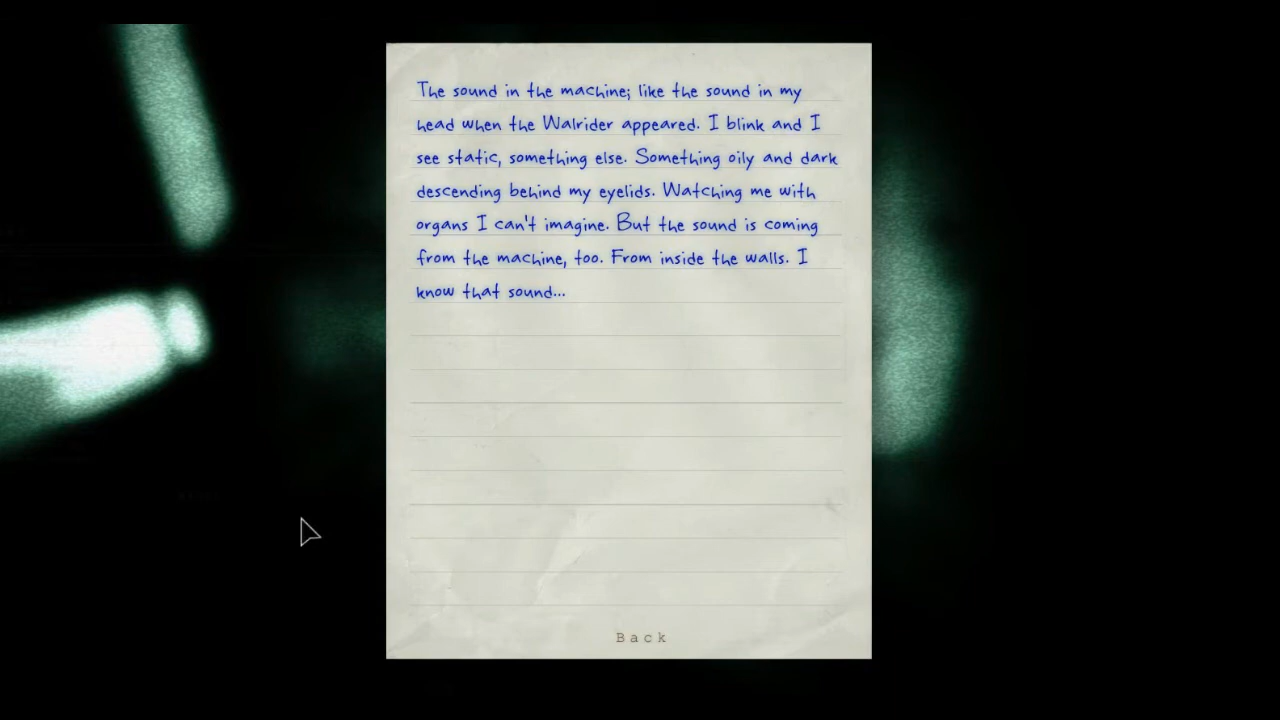 The sound in the machine; like the sound in my
head when the Walrider appeared. I blink and I
see static, something else. Something oily and dark
descending behind my eyelids. Watching me with
organs I can't imagine. But the sound is coming
from the machine, too. From inside the walls. I
know that sound...
Back